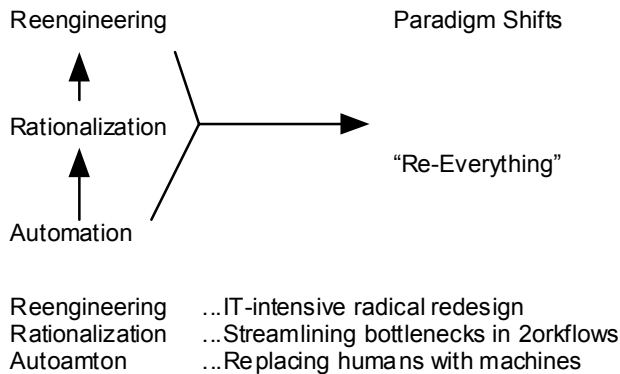 Reengineering
Paradigm Shifts
Rationalization
“Re-Everything”
Automation
Reengineering ...IT-intensive radical redesign
Rationalization ...Streamlining bottlenecks in 2orkflows
Autoamton ...Replacing humans with machines